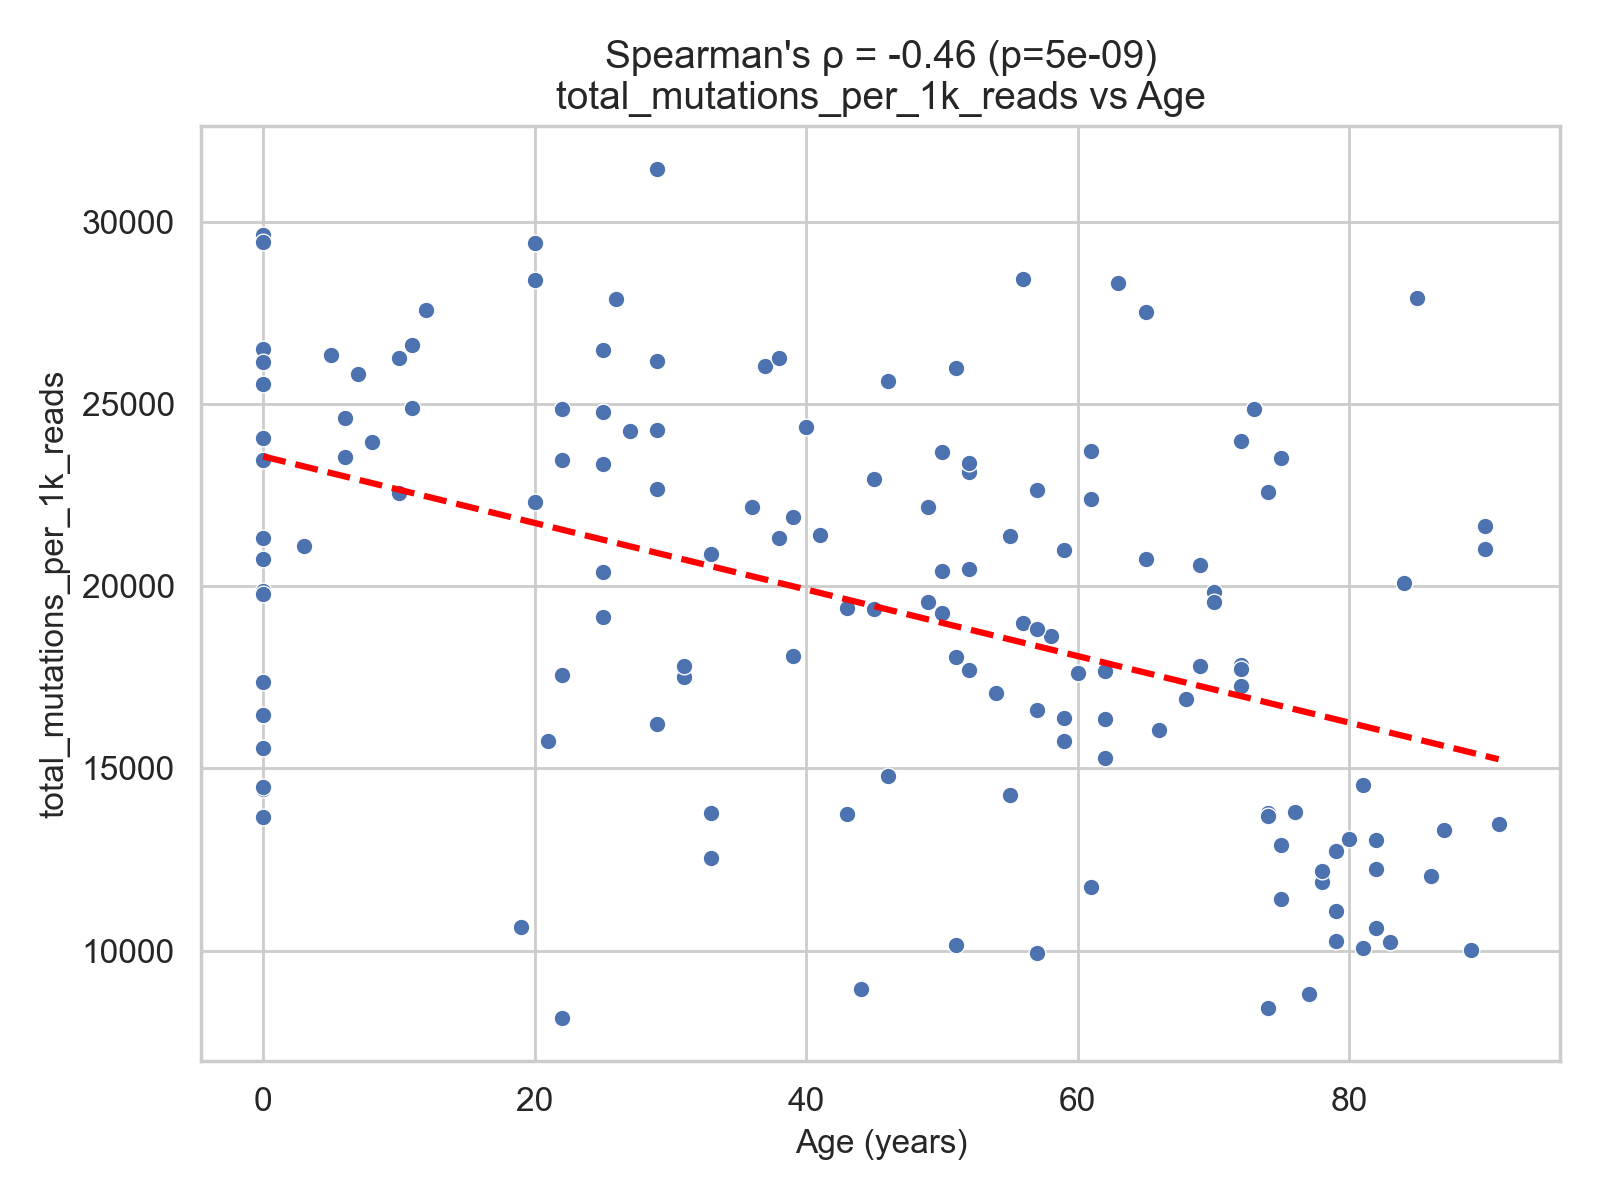 Spearman's ρ = -0.46 (p=5e-09)
total_mutations_per_1k_reads vs Age
total_mutations_per_1k_reads
30000
25000
20000
15000
10000
0
20
40
60
80
Age (years)